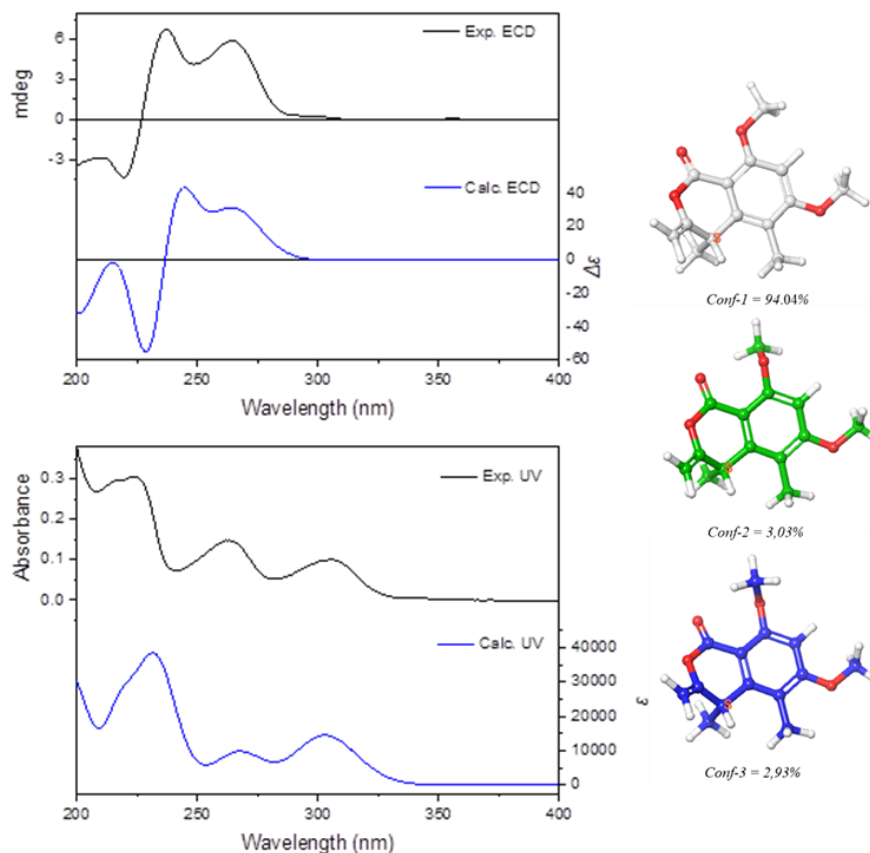 6
3
0
-3
mdeg
Exp. ECD
Calc. ECD
40
20
0
-20
-40
-60
Δε
200 250 300 350 400
Wavelength (nm)
0.3
0.2
0.1
0.0
Absorbance
Exp. UV
Calc. UV
40000
30000
20000
10000
0
ε
200 250 300 350 400
Wavelength (nm)
S
Conf-1 = 94.04%
Conf-2 = 3,03%
Conf-3 = 2,93%